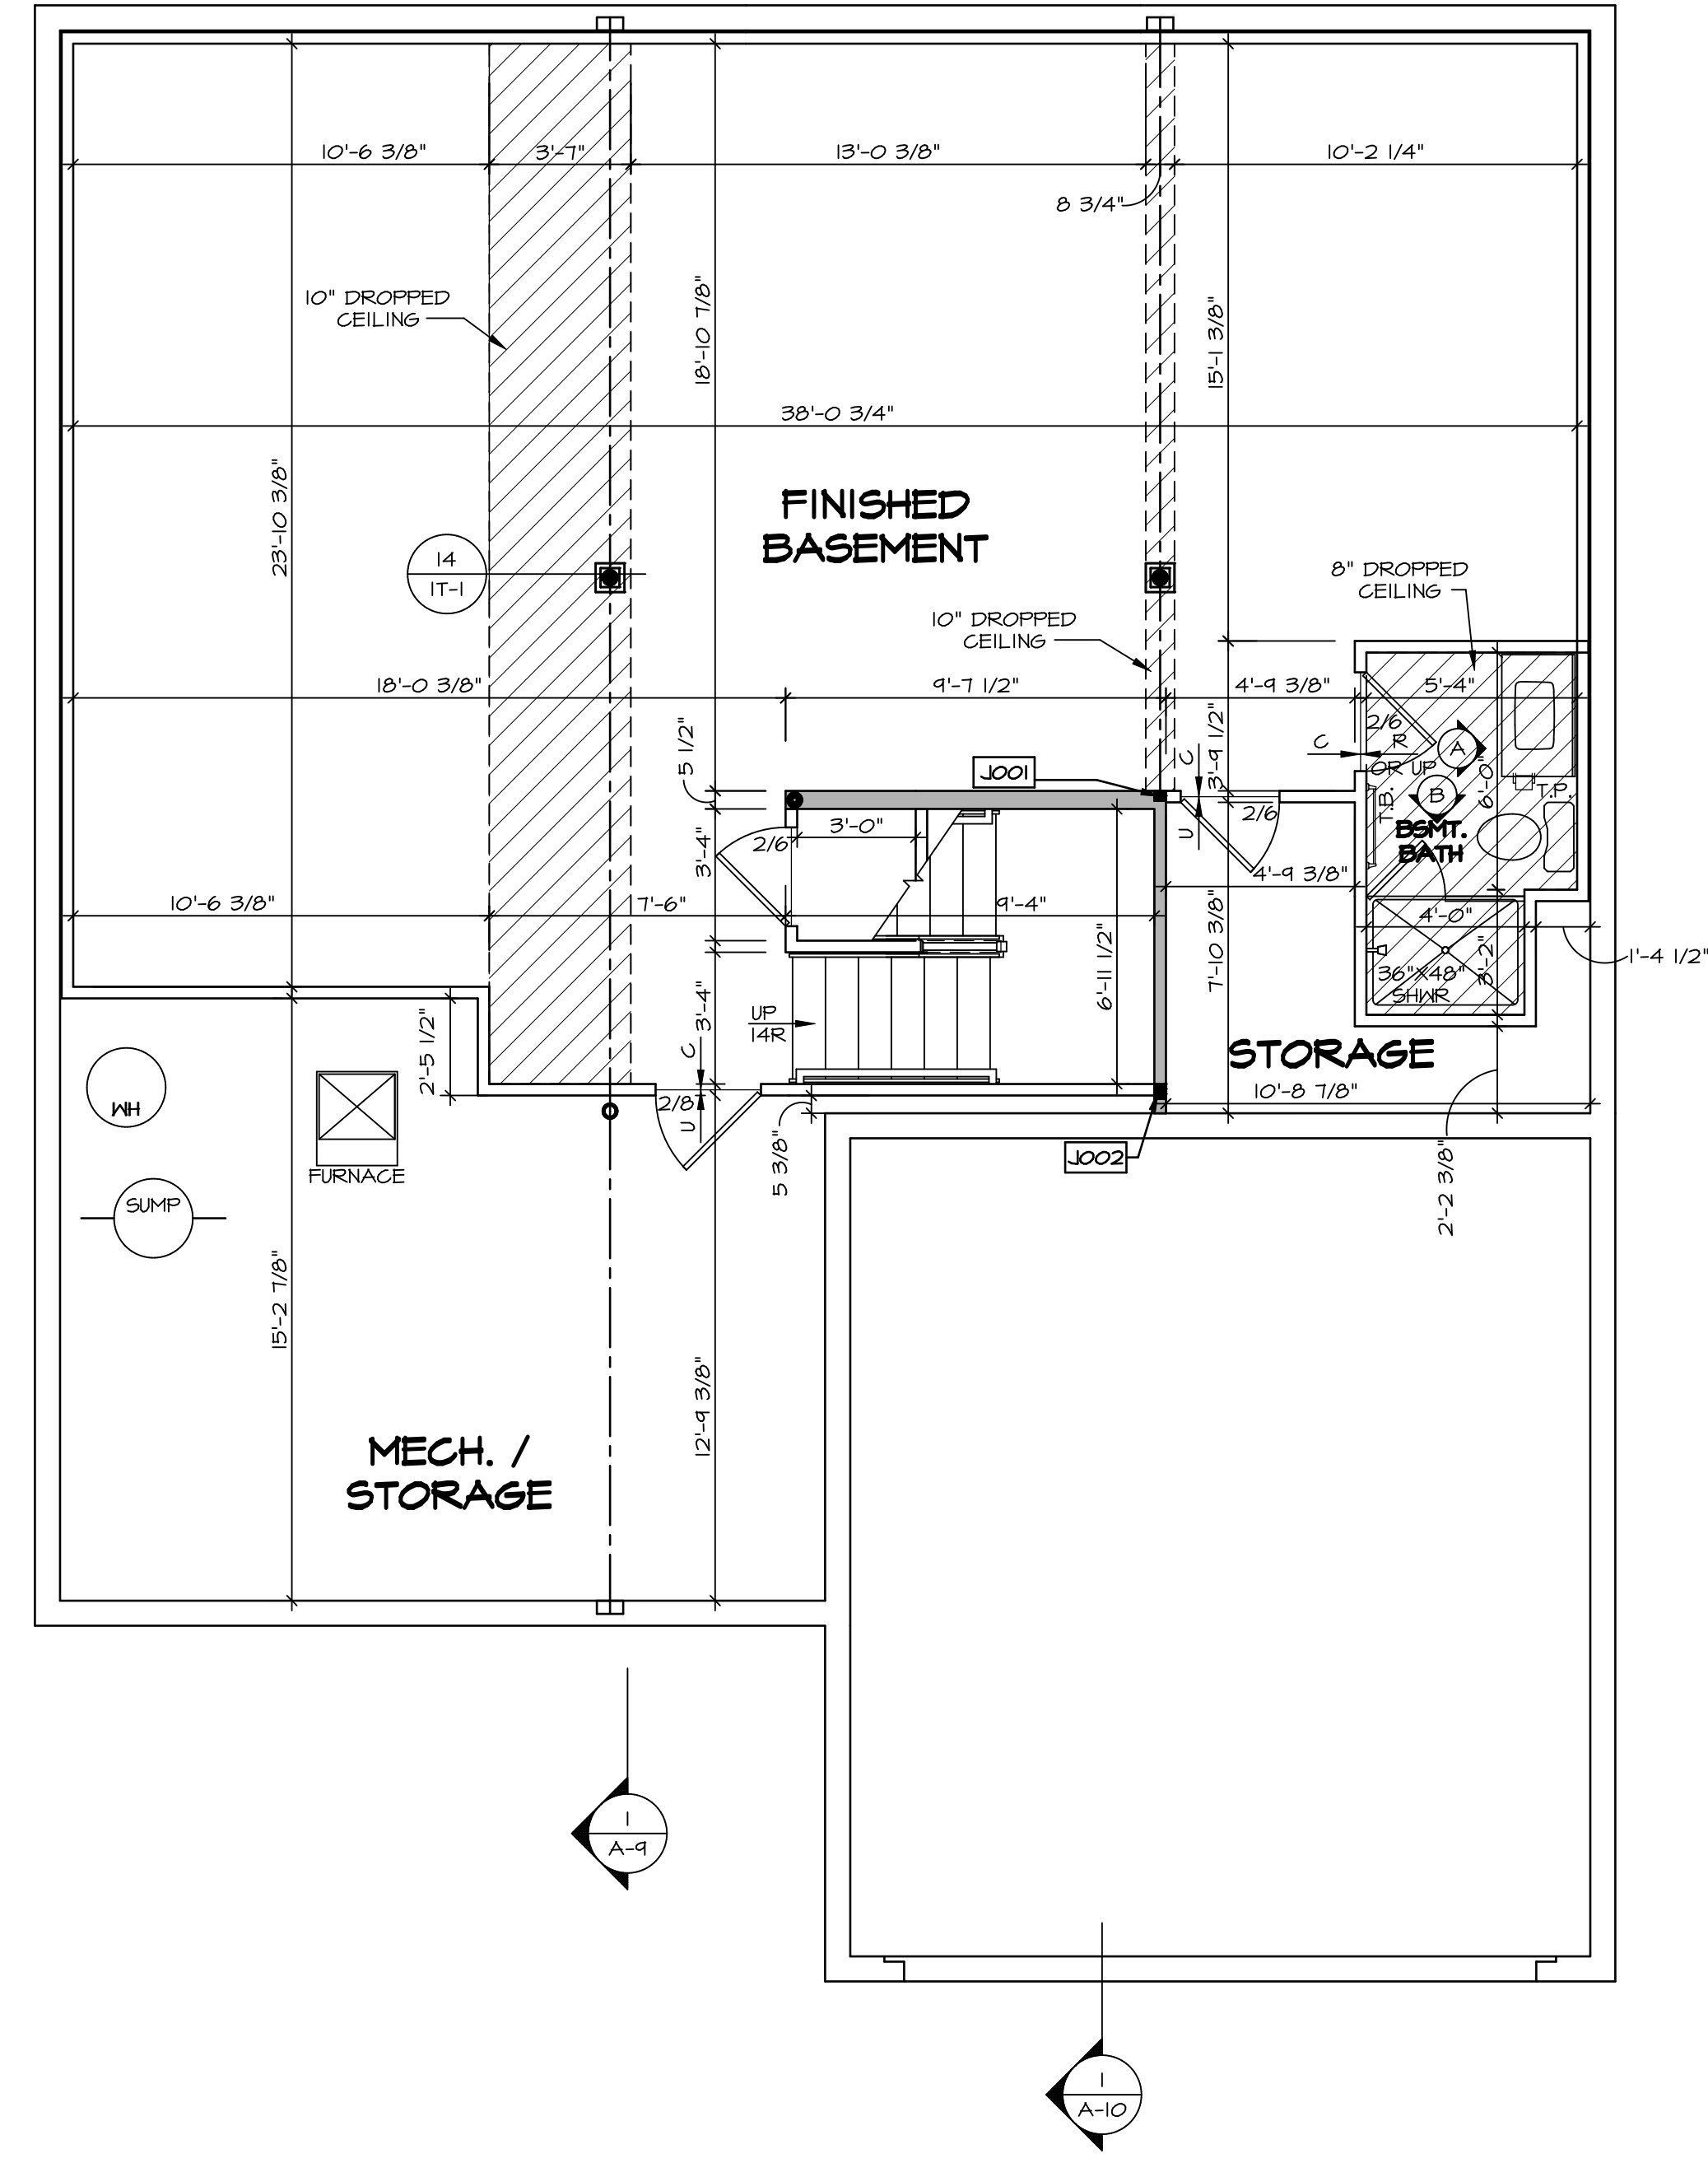 10'-6 3/8"
3'-7"
13'-0 3/8"
10'-2 1/4"
8 3/4"
10" DROPPED
CEILING
18'-10 7/8"
15'-1 3/8"
38'-0 3/4"
23'-10 3/8"
FINISHED
BASEMENT
14
1T-1
8" DROPPED
CEILING
10" DROPPED
CEILING
18'-0 3/8"
9'-7 1/2"
4'-9 3/8"
5'-4"
5 1/2"
3'-9 1/2"
2/6
C
R
OR UP
A
J001
C
U
2/6
6'-0"
T.B.
B
T.P.
BSMT.
BATH
3'-0"
2/6
3'-4"
4'-9 3/8"
10'-6 3/8"
7'-6"
9'-4"
4'-0"
7'-10 3/8"
6'-11 1/2"
3'-2"
1'-4 1/2"
36"X48"
SHWR
UP
14R
3'-4"
2'-5 1/2"
STORAGE
10'-8 7/8"
C
U
2/8
WH
FURNACE
5 3/8"
J002
2'-2 3/8"
SUMP
15'-2 7/8"
12'-9 3/8"
MECH. /
STORAGE
1
A-9
1
A-10